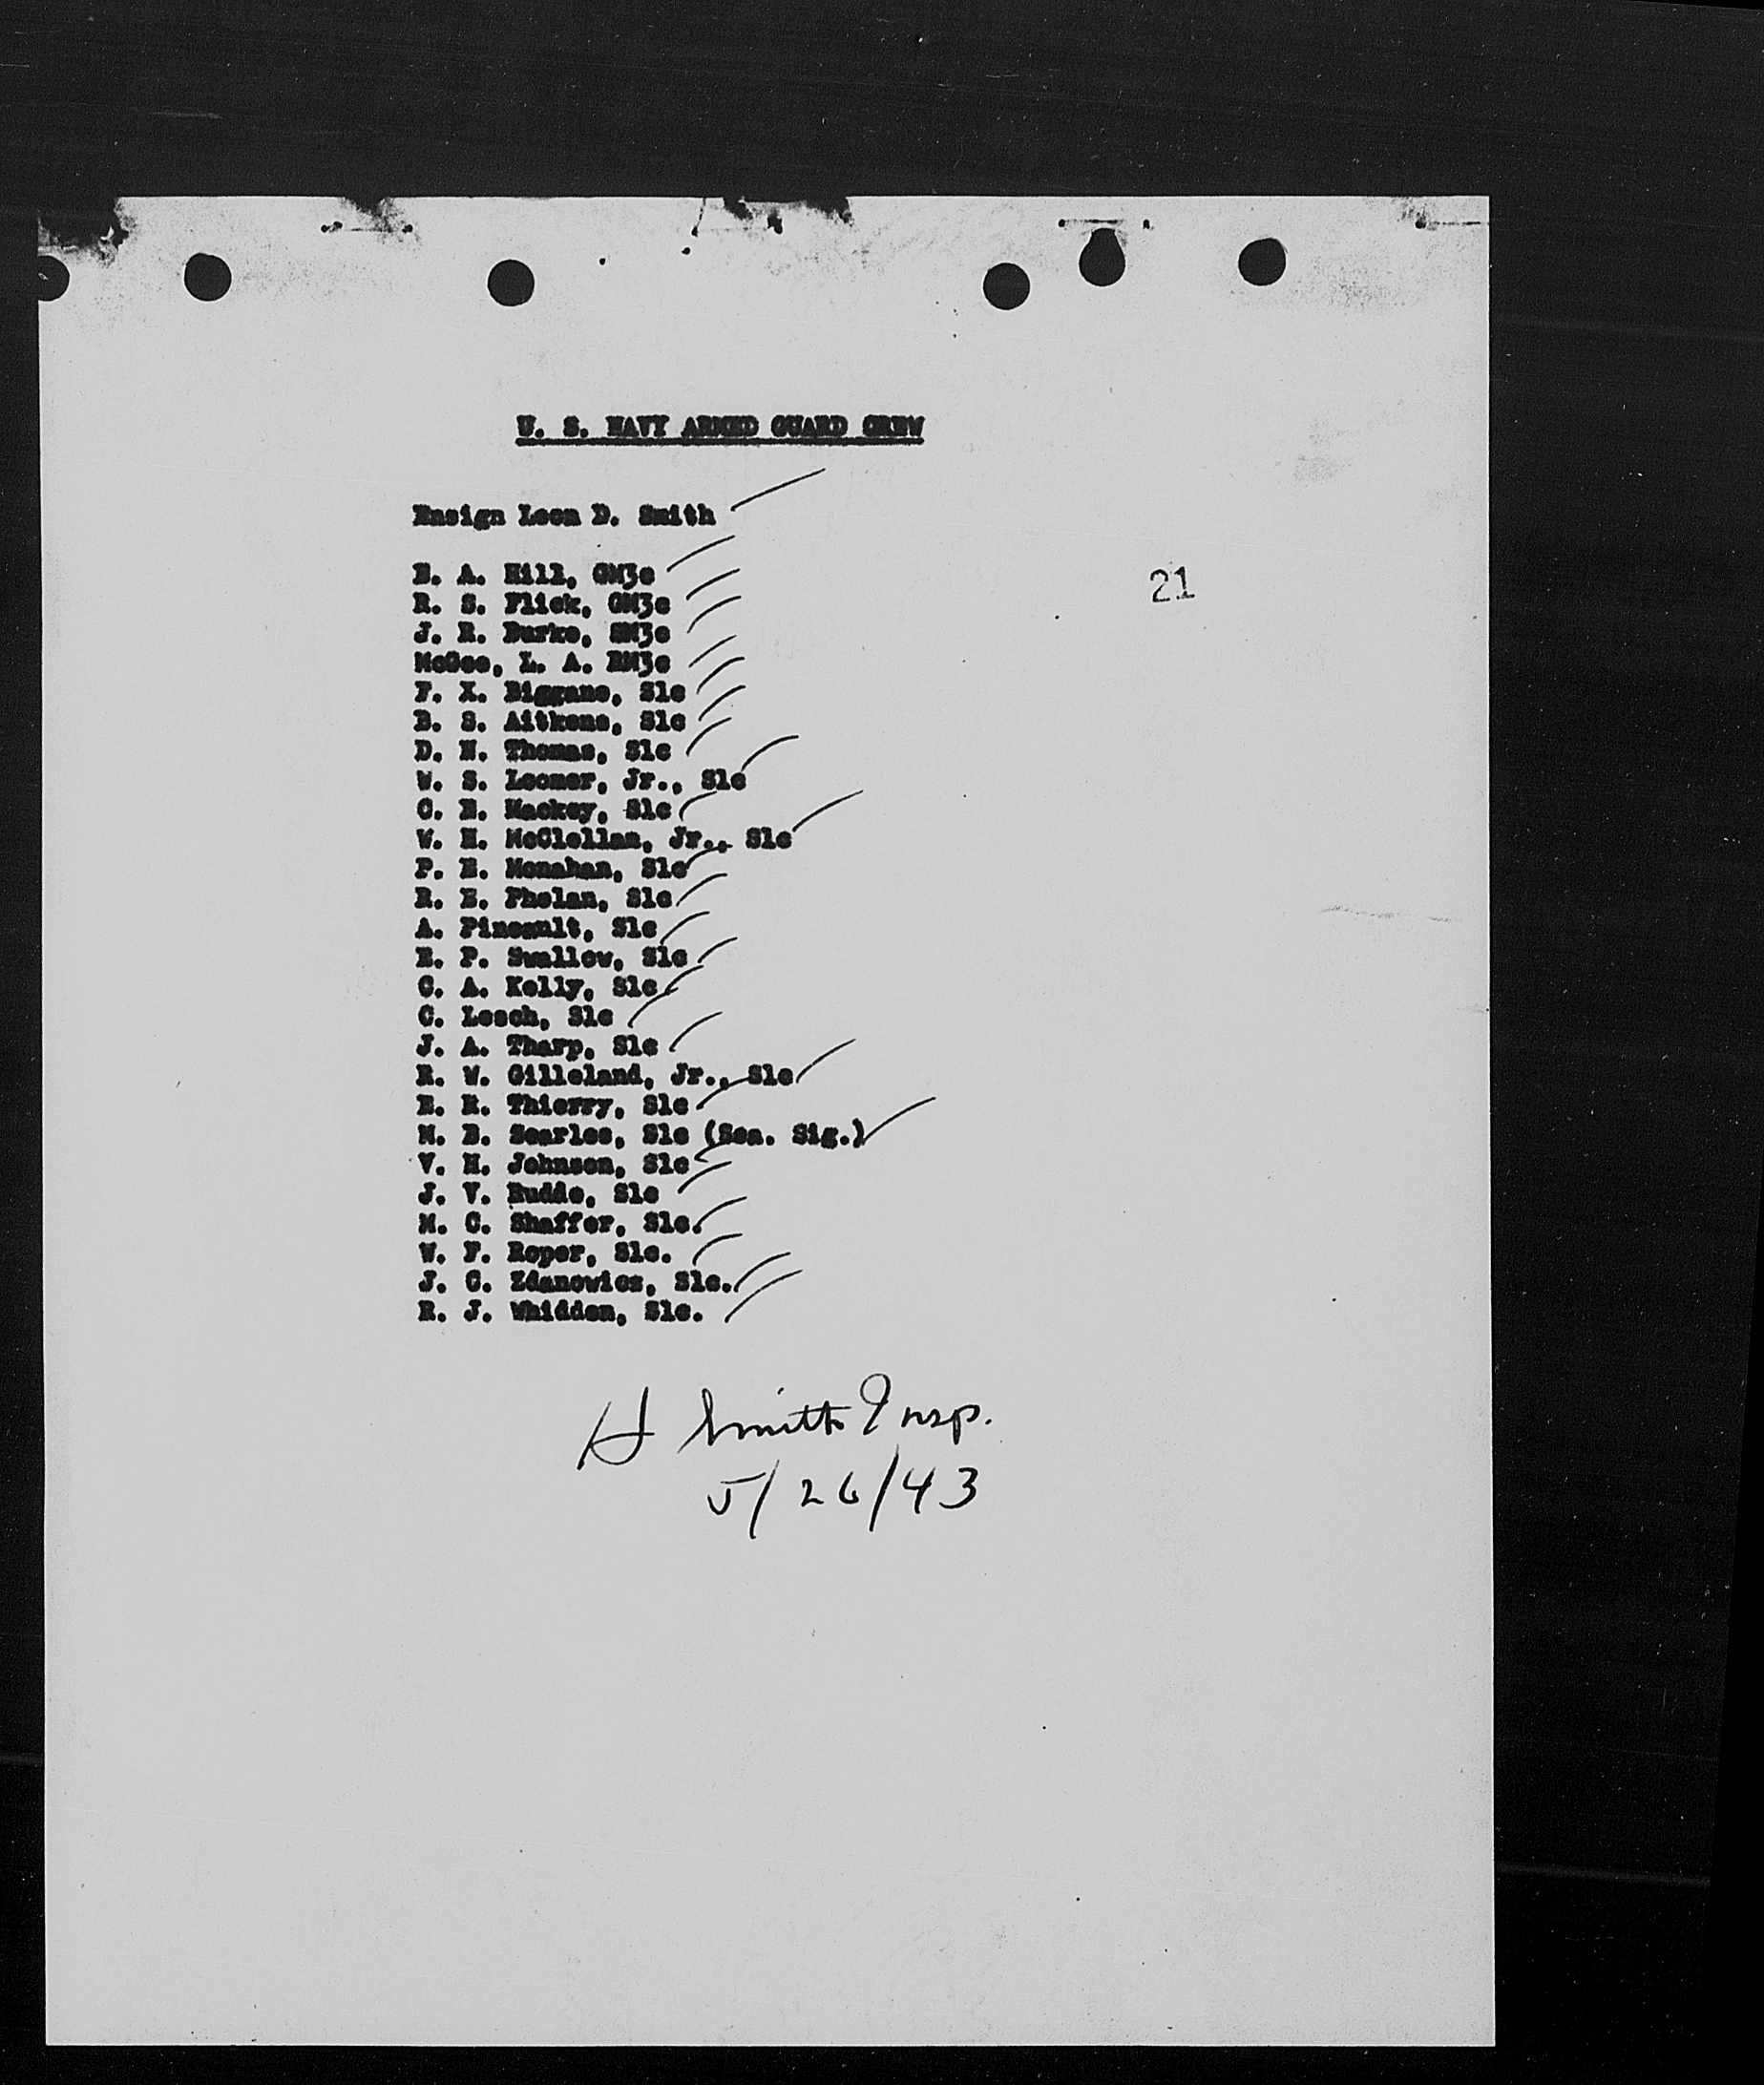 U. S. NAVY ARMED GUARD CREW
Ensign Leon D. Smith
E. A. Hill, GM3c
21
R. S. Flick, GM3c
J. R. Burke, SM3c
McGee, L. A. BM3c
F. X. Biggane, S1c
B. S. Aitkens, S1c
D. N. Thomas, S1c
W. S. Loomer, Jr., S1c
C. E. Mackey, S1c
W. H. McClellan, Jr., S1c
P. E. Monahan, S1c
R. E. Phelan, S1c
A. Pineault, S1c
E. P. Swallow, S1c
C. A. Kelly, S1c
C. Lesch, S1c
J. A. Tharp, S1c
R. W. Gilleland, Jr., S1c
E. R. Thierry, S1c
M. B. Searles, S1c (Sea. Sig.)
V. H. Johnson, S1c
J. V. Rudde, S1c
M. C. Shaffer, S1c.
W. F. Roper, S1c.
J. C. Zdanowicz, S1c.
R. J. Whidden, S1c.
H Smith Insp.
5/26/43